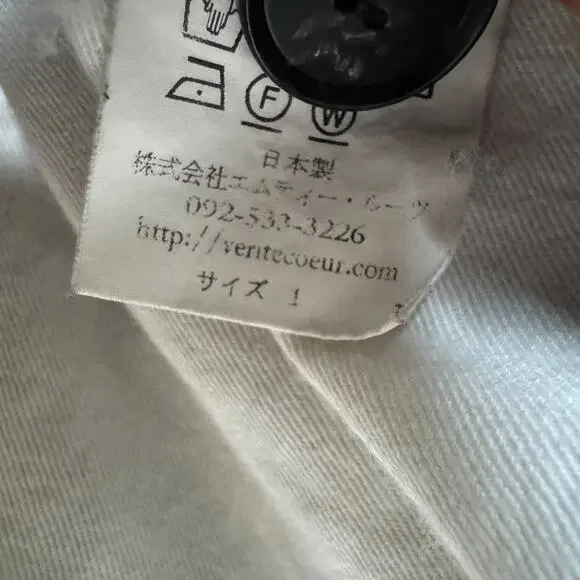 F W
日本製
株式会社エムティー・ルーツ
092-533-3226
http://veritecoeur.com
サイズ 1